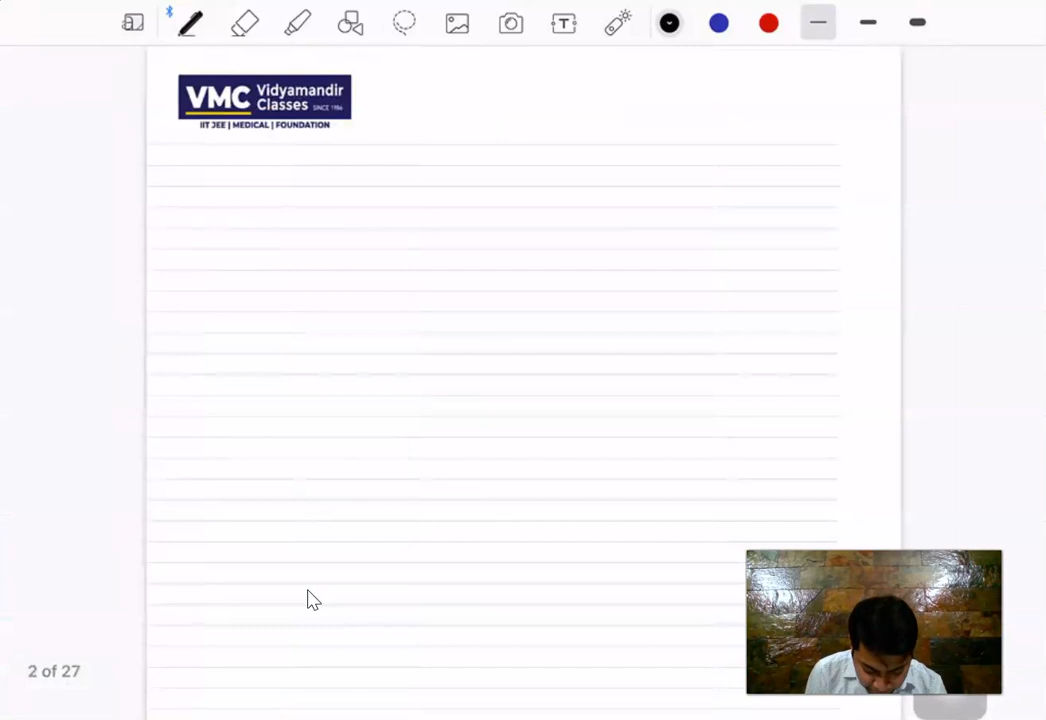 T
VMC Vidyamandir
Classes SINCE 1986
IIT JEE | MEDICAL | FOUNDATION
2 of 27